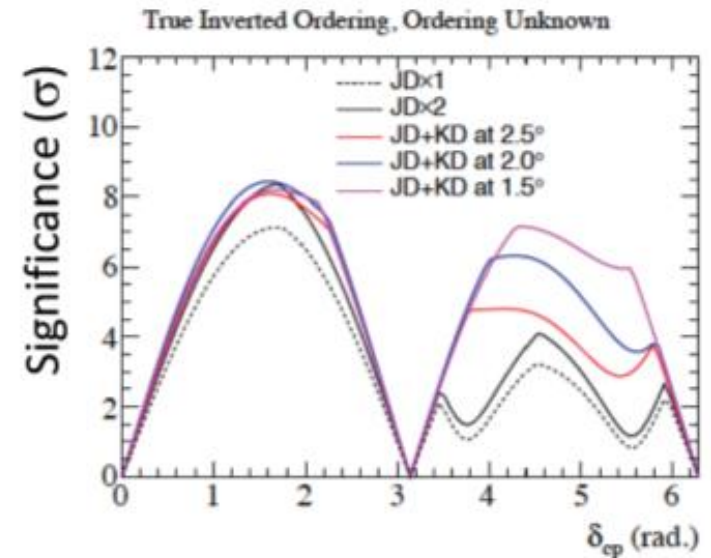 True Inverted Ordering, Ordering Unknown
Significance (σ)
12
10
8
6
4
2
0
JD×1
JD×2
JD+KD at 2.5°
JD+KD at 2.0°
JD+KD at 1.5°
0 1 2 3 4 5 6
δcp (rad.)